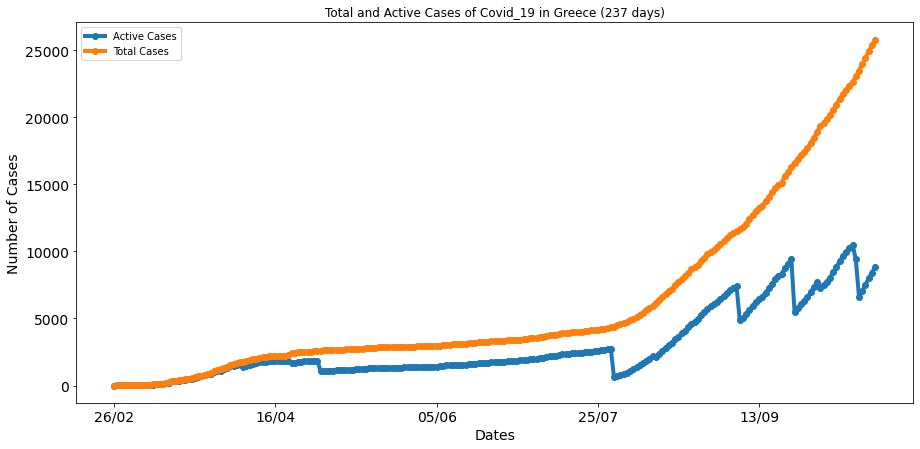 Total and Active Cases of Covid_19 in Greece (237 days)
Active Cases
Total Cases
25000
20000
15000
10000
5000
0
Number of Cases
26/02 16/04 05/06 25/07 13/09
Dates